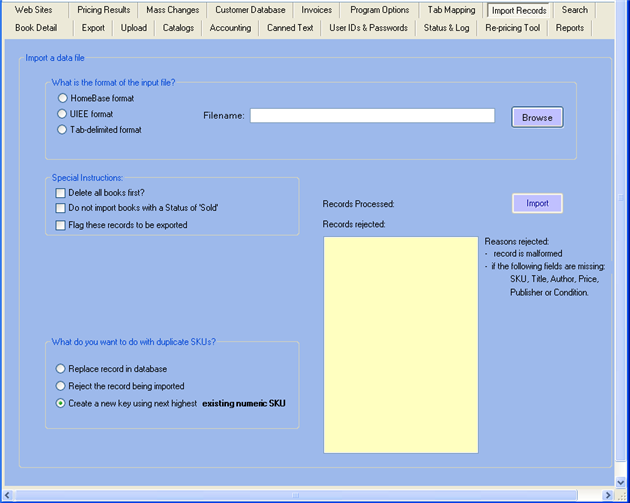 Web Sites Pricing Results Mass Changes Customer Database Invoices Program Options Tab Mapping Import Records Search
Book Detail Export Upload Catalogs Accounting Canned Text User IDs & Passwords Status & Log Re-pricing Tool Reports
Import a data file
What is the format of the input file?
HomeBase format
UIEE format
Tab-delimited format
Filename:
Browse
Special Instructions:
Delete all books first?
Do not import books with a Status of 'Sold'
Flag these records to be exported
Records Processed:
Import
Records rejected:
Reasons rejected:
- record is malformed
- if the following fields are missing:
SKU, Title, Author, Price,
Publisher or Condition.
What do you want to do with duplicate SKUs?
Replace record in database
Reject the record being imported
Create a new key using next highest existing numeric SKU